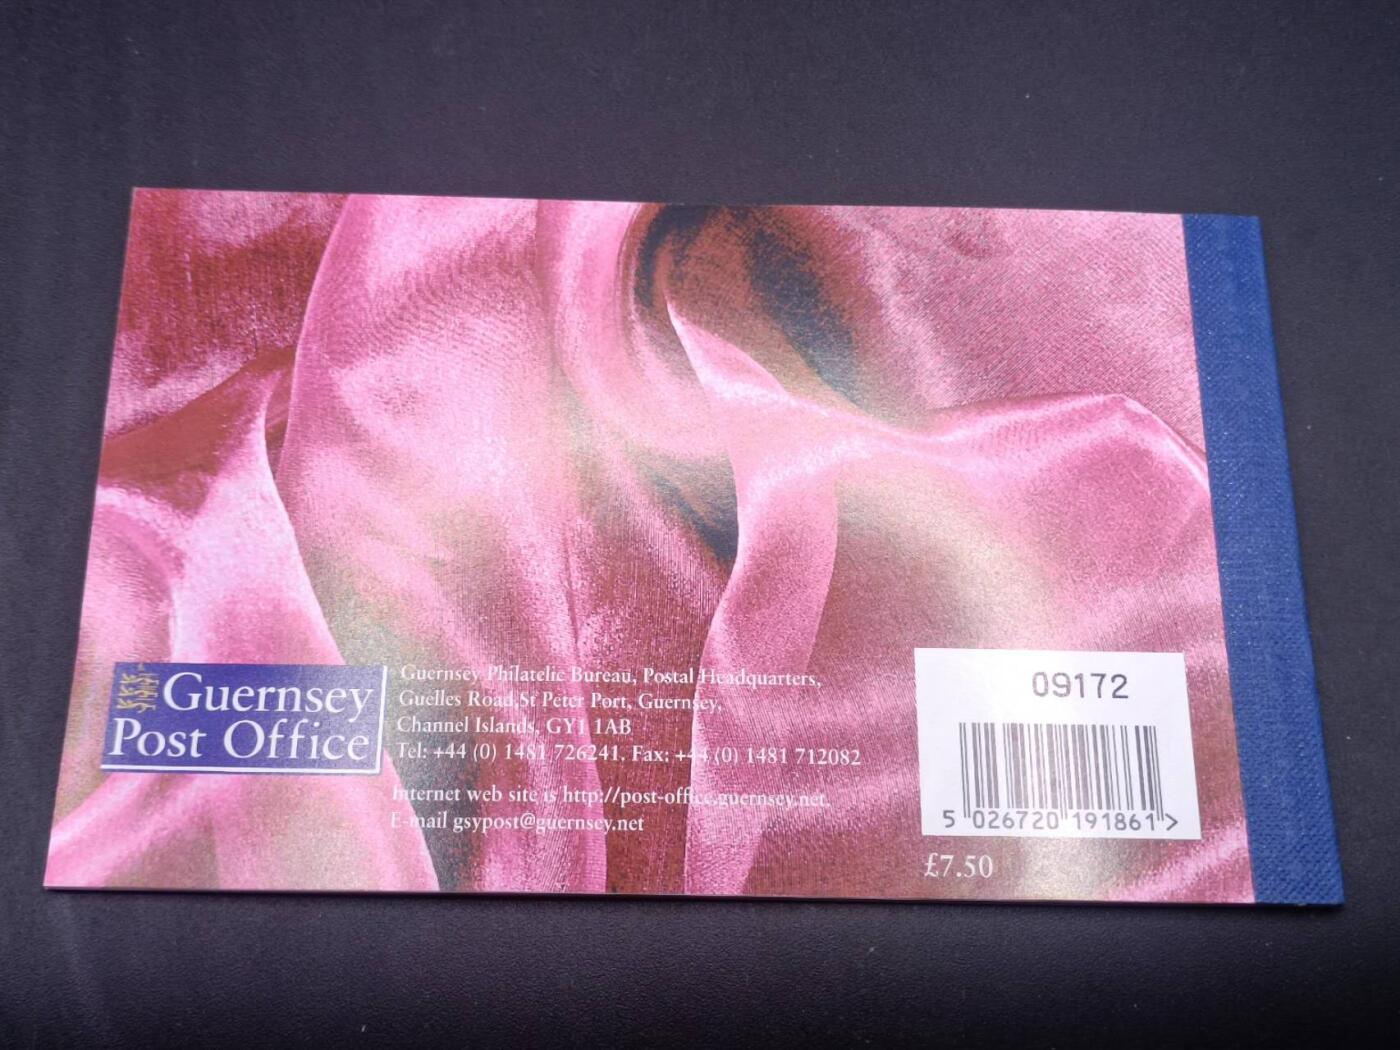 Guernsey
Post Office
Guernsey Philatelic Bureau, Postal Headquarters,
Guelles Road,St Peter Port, Guernsey,
Channel Islands, GY1 1AB
Tel: +44 (0) 1481 726241. Fax: +44 (0) 1481 712082
Internet web site is http://post-office.guernsey.net.
E-mail gsypost@guernsey.net
09172
5 026720 191861 >
£7.50